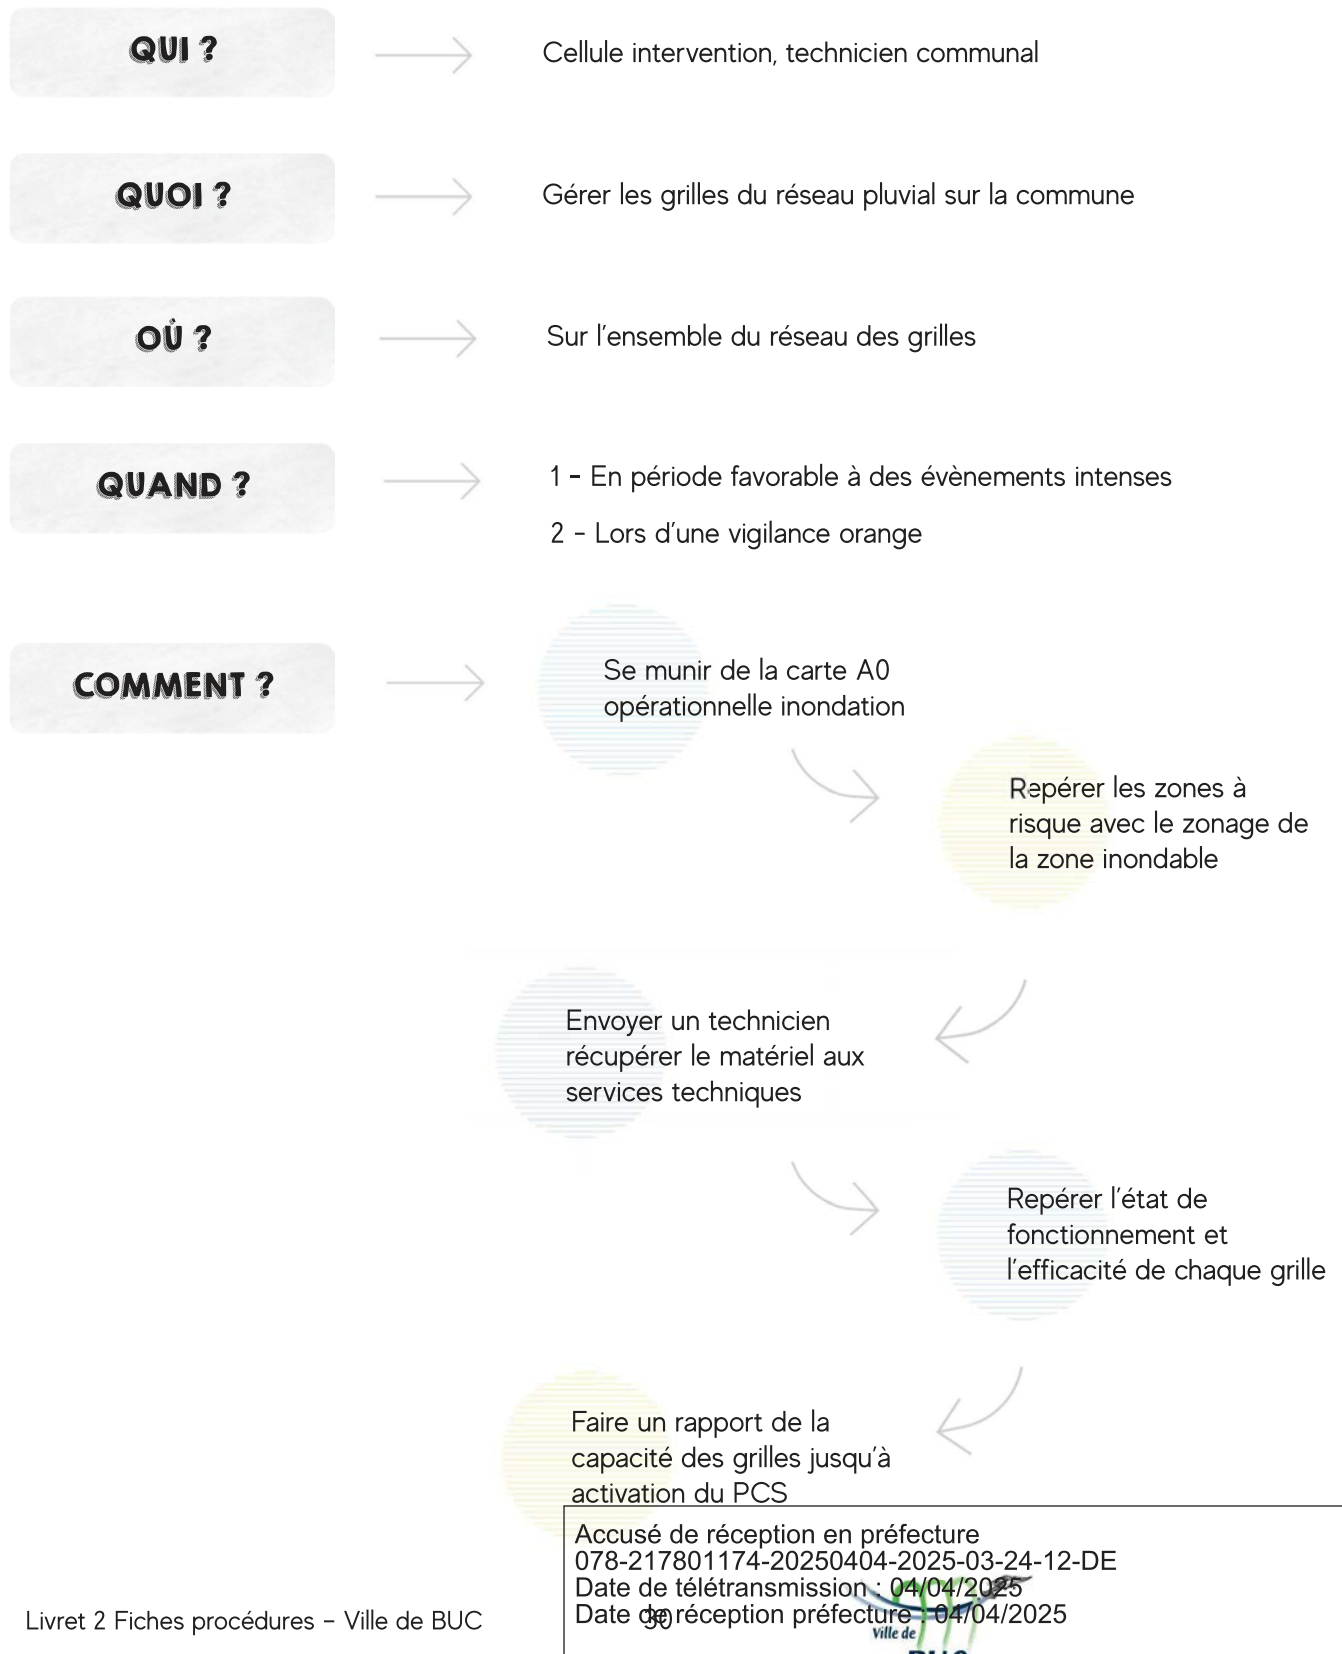 QUI ?
Cellule intervention, technicien communal
QUOI ?
Gérer les grilles du réseau pluvial sur la commune
OÙ ?
Sur l'ensemble du réseau des grilles
QUAND ?
1 - En période favorable à des évènements intenses
2 - Lors d'une vigilance orange
COMMENT ?
Se munir de la carte A0
opérationnelle inondation
Repérer les zones à
risque avec le zonage de
la zone inondable
Envoyer un technicien
récupérer le matériel aux
services techniques
Repérer l'état de
fonctionnement et
l'efficacité de chaque grille
Faire un rapport de la
capacité des grilles jusqu'à
activation du PCS
Accusé de réception en préfecture
078-217801174-20250404-2025-03-24-12-DE
Date de télétransmission : 04/04/2025
Date de réception préfecture : 04/04/2025
Livret 2 Fiches procédures – Ville de BUC
30
Ville de
BUC